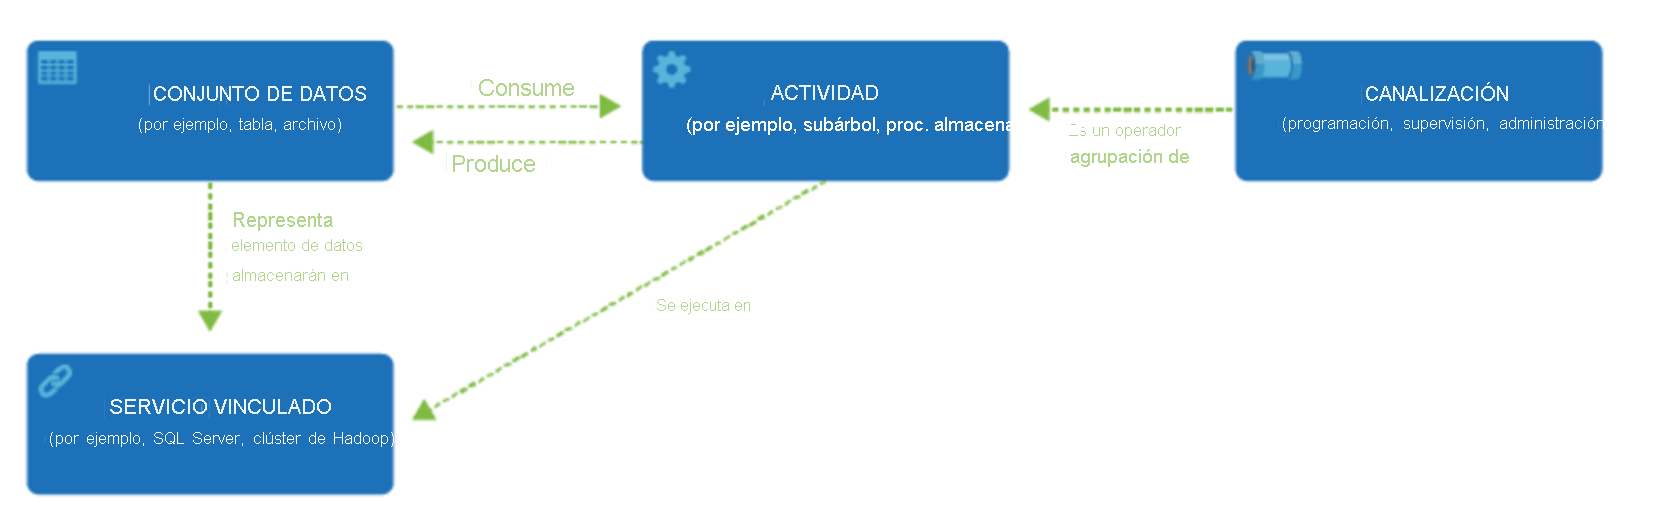 CONJUNTO DE DATOS
(por ejemplo, tabla, archivo)
Consume
Produce
ACTIVIDAD
(por ejemplo, subárbol, proc. almacena
Es un operador
agrupación de
CANALIZACIÓN
(programación, supervisión, administración
Representa
elemento de datos
almacenarán en
Se ejecuta en
SERVICIO VINCULADO
(por ejemplo, SQL Server, clúster de Hadoop)